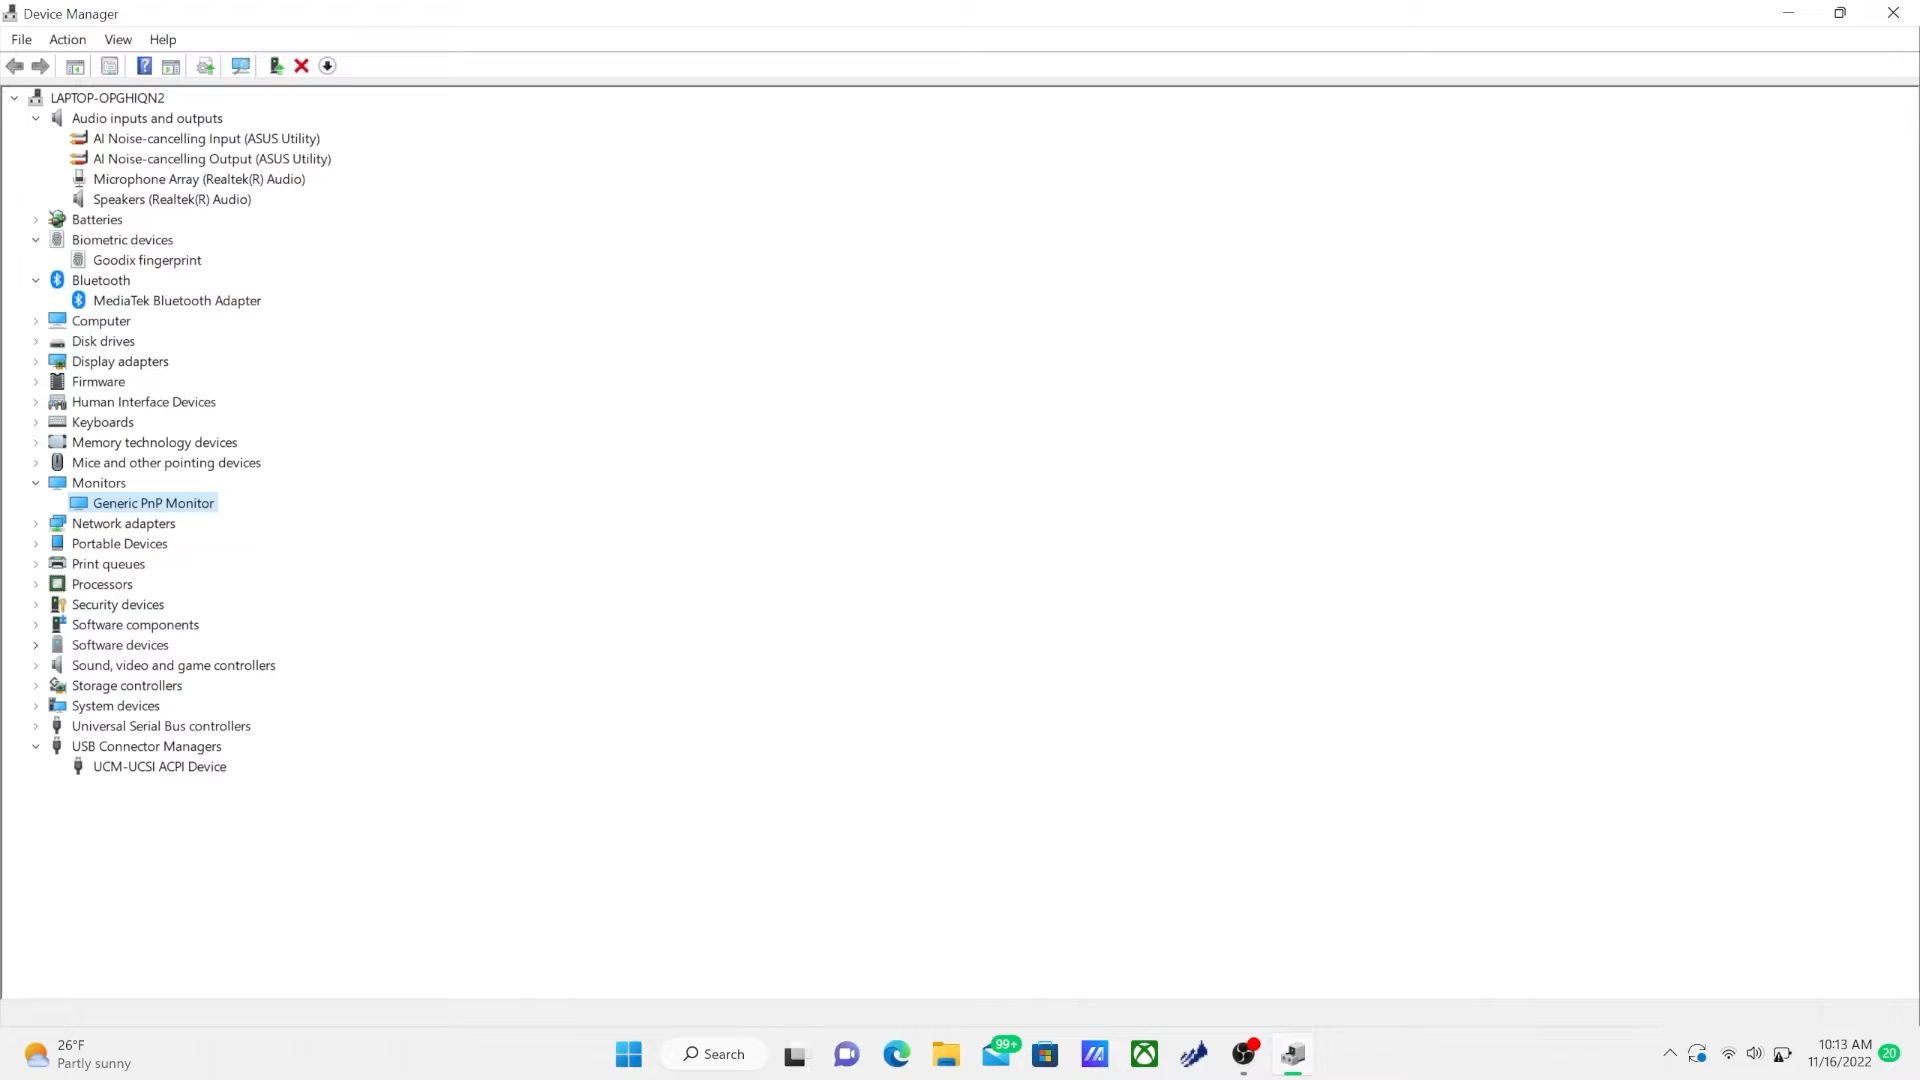 Device Manager
File Action View Help
LAPTOP-OPGHIQN2
Audio inputs and outputs
AI Noise-cancelling Input (ASUS Utility)
AI Noise-cancelling Output (ASUS Utility)
Microphone Array (Realtek(R) Audio)
Speakers (Realtek(R) Audio)
Batteries
Biometric devices
Goodix fingerprint
Bluetooth
MediaTek Bluetooth Adapter
Computer
Disk drives
Display adapters
Firmware
Human Interface Devices
Keyboards
Memory technology devices
Mice and other pointing devices
Monitors
Generic PnP Monitor
Network adapters
Portable Devices
Print queues
Processors
Security devices
Software components
Software devices
Sound, video and game controllers
Storage controllers
System devices
Universal Serial Bus controllers
USB Connector Managers
UCM-UCSI ACPI Device
26°F
Partly sunny
Search
99+
10:13 AM
11/16/2022
20